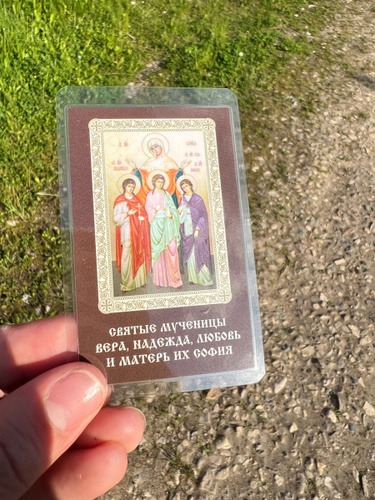 СВЯТЫЕ МУЧЕНИЦЫ
ВЕРА, НАДЕЖДА, ЛЮБОВЬ
И МАТЕРЬ ИХ СОФИЯ